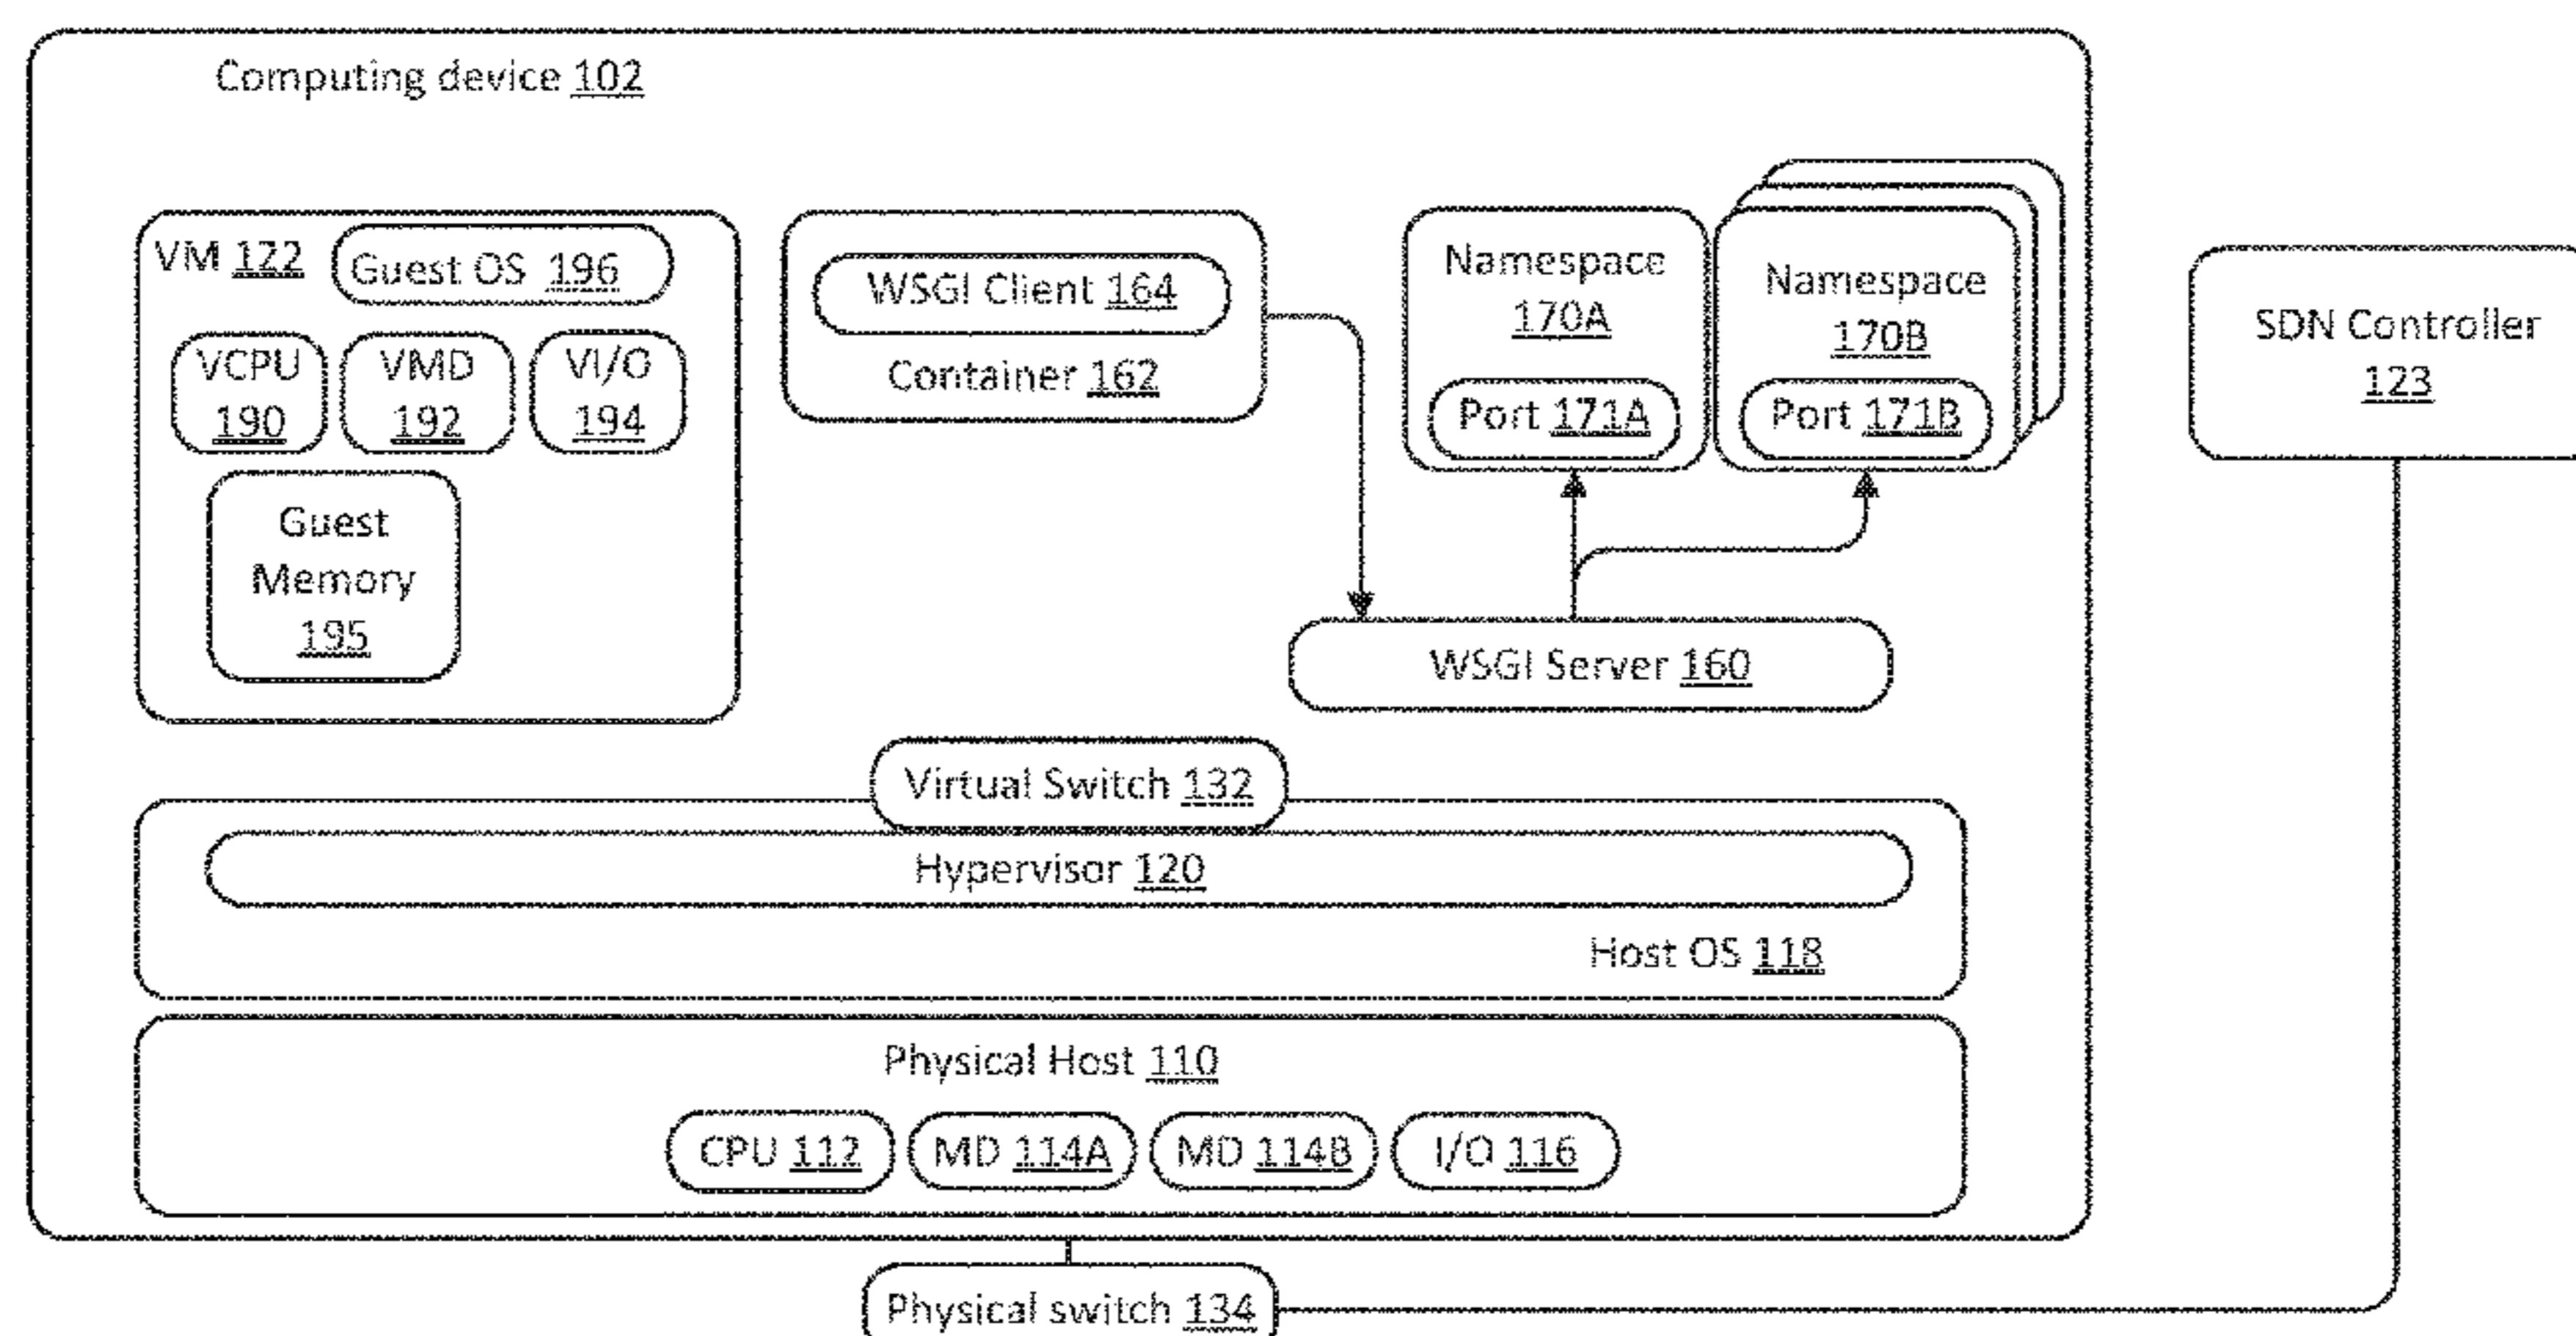 Computing device 102
VM 122
Guest OS 196
VCPU
190
VMD
192
VI/O
194
Guest
Memory
195
WSGI Client 164
Container 162
Namespace
170A
Port 171A
Namespace
170B
Port 171B
SDN Controller
123
WSGI Server 160
Virtual Switch 132
Hypervisor 120
Host OS 118
Physical Host 110
CPU 112
MD 114A
MD 114B
I/O 116
Physical switch 134